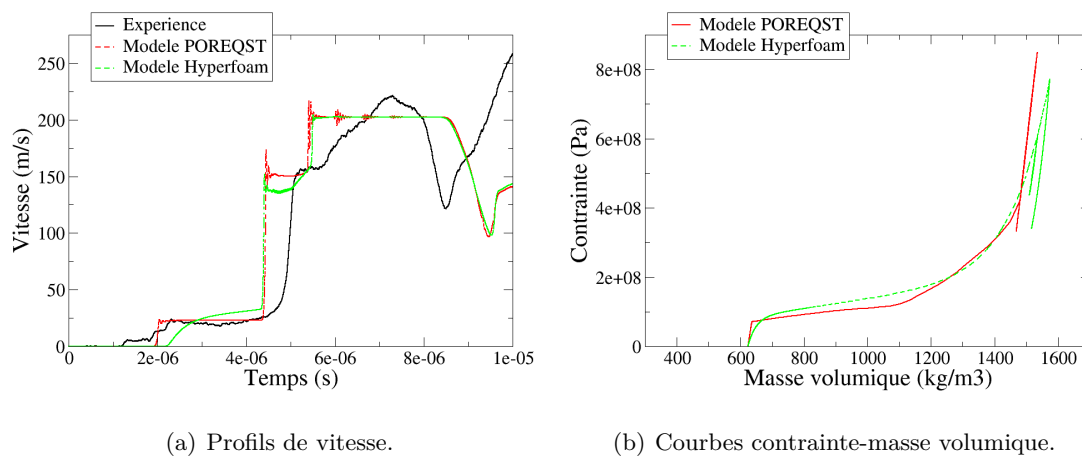 Experience
Modele POREQST
Modele Hyperfoam
250
200
150
100
50
0
Vitesse (m/s)
0
2e-06
4e-06
6e-06
8e-06
1e-05
Temps (s)
(a) Profils de vitesse.
Modele POREQST
Modele Hyperfoam
8e+08
6e+08
4e+08
2e+08
0
Contrainte (Pa)
400
600
800
1000
1200
1400
1600
Masse volumique (kg/m3)
(b) Courbes contrainte-masse volumique.